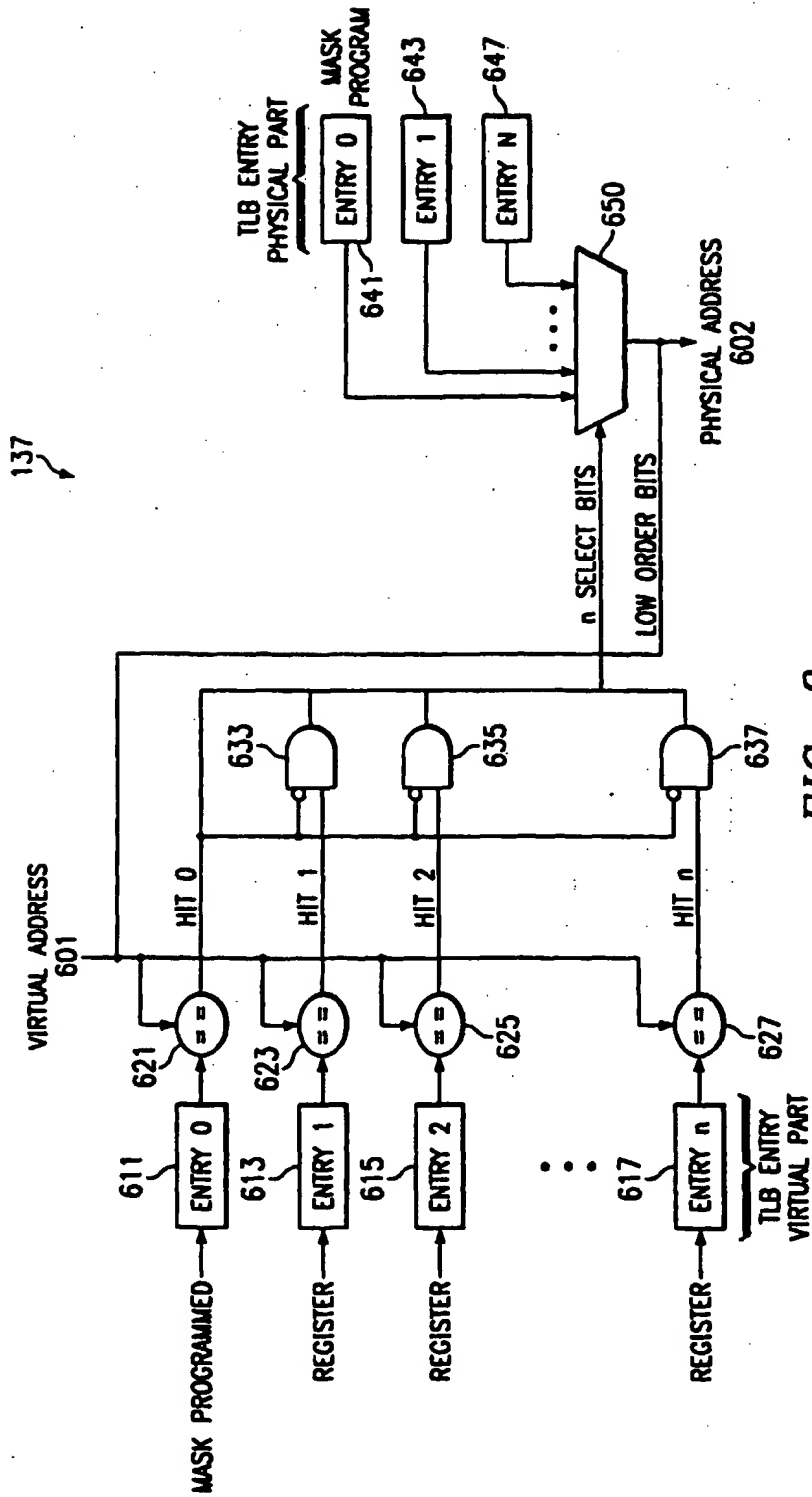 137
VIRTUAL ADDRESS
601
MASK PROGRAMMED
611
ENTRY 0
621
= =
HIT 0
REGISTER
613
ENTRY 1
623
= =
HIT 1
633
REGISTER
615
ENTRY 2
625
= =
HIT 2
635
REGISTER
617
ENTRY n
627
= =
HIT n
637
TLB ENTRY
VIRTUAL PART
n SELECT BITS
LOW ORDER BITS
TLB ENTRY
PHYSICAL PART
ENTRY 0
641
MASK
PROGRAM
ENTRY 1
643
ENTRY N
647
650
PHYSICAL ADDRESS
602